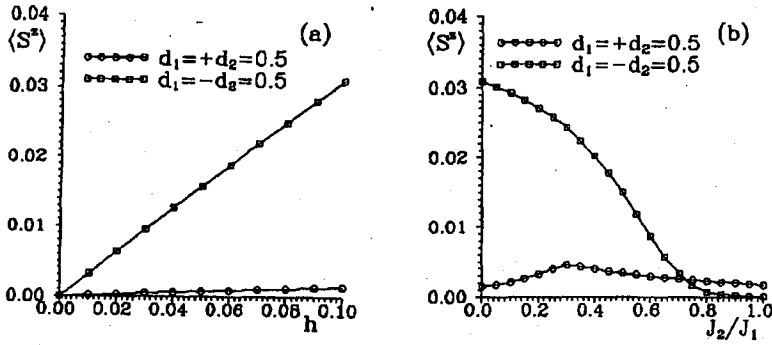 ⟨S^z⟩
0.04
0.03
0.02
0.01
0.00
(a)
d₁=+d₂=0.5
d₁=−d₂=0.5
0.00 0.02 0.04 0.06 0.08 0.10
h
⟨S^z⟩
0.04
0.03
0.02
0.01
0.00
(b)
d₁=+d₂=0.5
d₁=−d₂=0.5
0.0 0.2 0.4 0.6 0.8 1.0
J₂/J₁